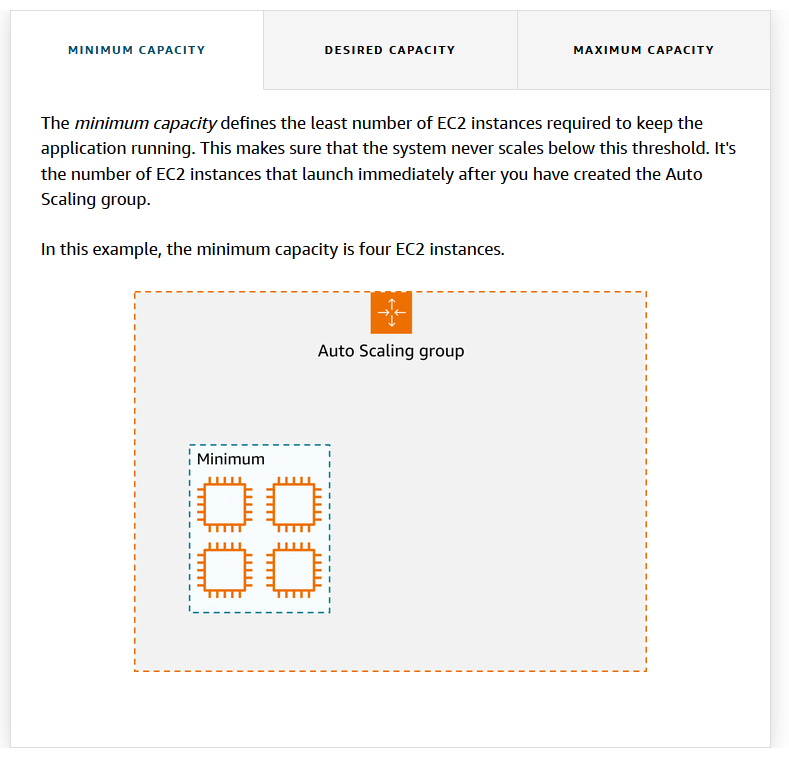 MINIMUM CAPACITY
DESIRED CAPACITY
MAXIMUM CAPACITY
The minimum capacity defines the least number of EC2 instances required to keep the
application running. This makes sure that the system never scales below this threshold. It's
the number of EC2 instances that launch immediately after you have created the Auto
Scaling group.
In this example, the minimum capacity is four EC2 instances.
Auto Scaling group
Minimum